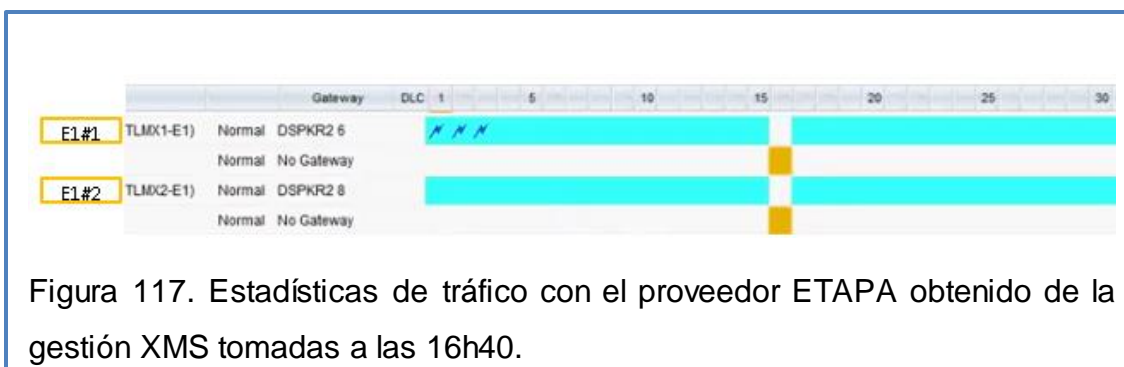 Gateway DLC 1 5 10 15 20 25 30
E1#1 TLMX1-E1) Normal DSPKR2 6
Normal No Gateway
E1#2 TLMX2-E1) Normal DSPKR2 8
Normal No Gateway
Figura 117. Estadísticas de tráfico con el proveedor ETAPA obtenido de la
gestión XMS tomadas a las 16h40.